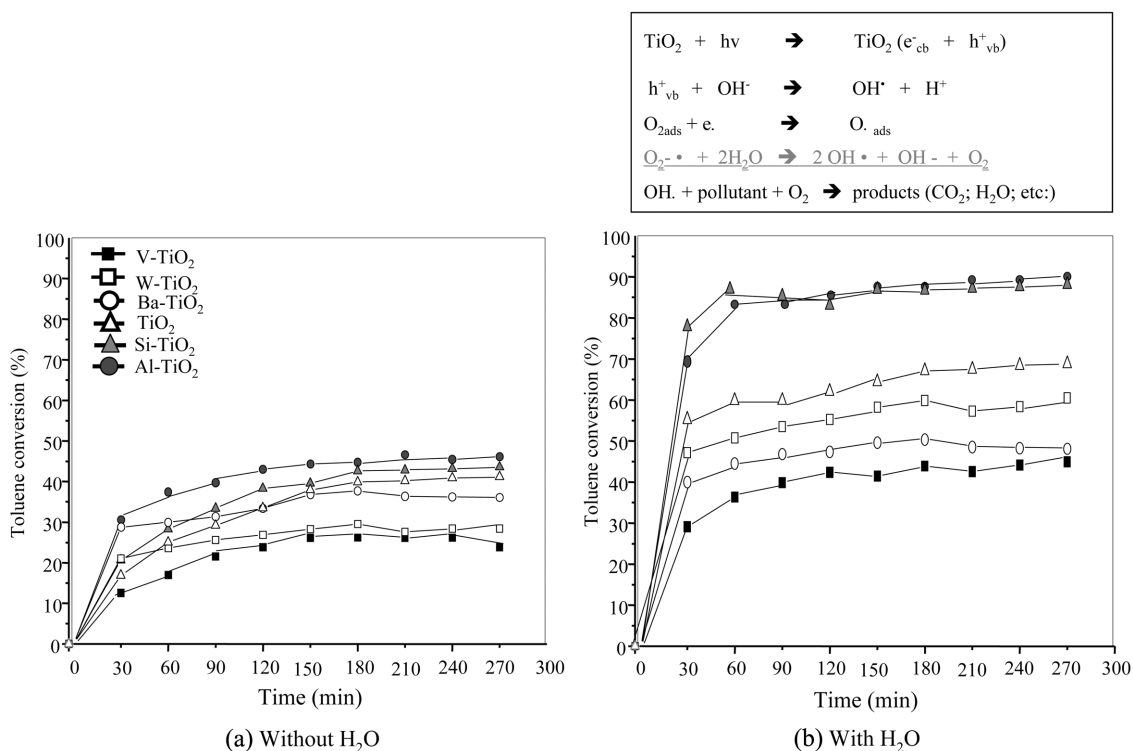 TiO₂ + hv ➔ TiO₂ (e⁻cb + h⁺vb)
h⁺vb + OH⁻ ➔ OH• + H⁺
O₂ads + e. ➔ O. ads
O₂- • + 2H₂O ➔ 2 OH • + OH - + O₂
OH. + pollutant + O₂ ➔ products (CO₂; H₂O; etc:)
Toluene conversion (%)
100
90
80
70
60
50
40
30
20
10
0
V-TiO₂
W-TiO₂
Ba-TiO₂
TiO₂
Si-TiO₂
Al-TiO₂
0 30 60 90 120 150 180 210 240 270 300
Time (min)
(a) Without H₂O
Toluene conversion (%)
100
90
80
70
60
50
40
30
20
10
0
0 30 60 90 120 150 180 210 240 270 300
Time (min)
(b) With H₂O